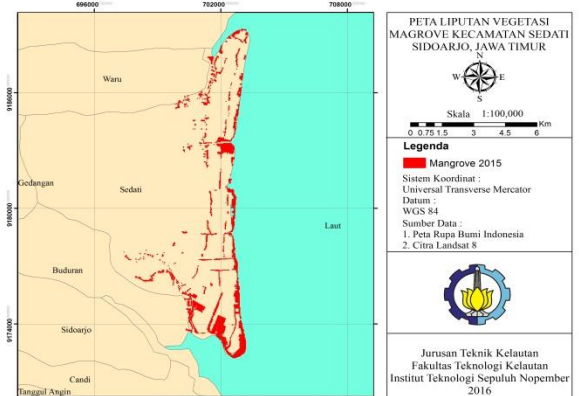 696000
702000
708000
9186000
9180000
9174000
Waru
Gedangan
Sedati
Laut
Buduran
Sidoarjo
Candi
Tanggul Angin
PETA LIPUTAN VEGETASI
MAGROVE KECAMATAN SEDATI
SIDOARJO, JAWA TIMUR
N
W E
S
Skala 1:100,000
Km
0 0.75 1.5 3 4.5 6
Legenda
Mangrove 2015
Sistem Koordinat :
Universal Transverse Mercator
Datum :
WGS 84
Sumber Data :
1. Peta Rupa Bumi Indonesia
2. Citra Landsat 8
Jurusan Teknik Kelautan
Fakultas Teknologi Kelautan
Institut Teknologi Sepuluh Nopember
2016